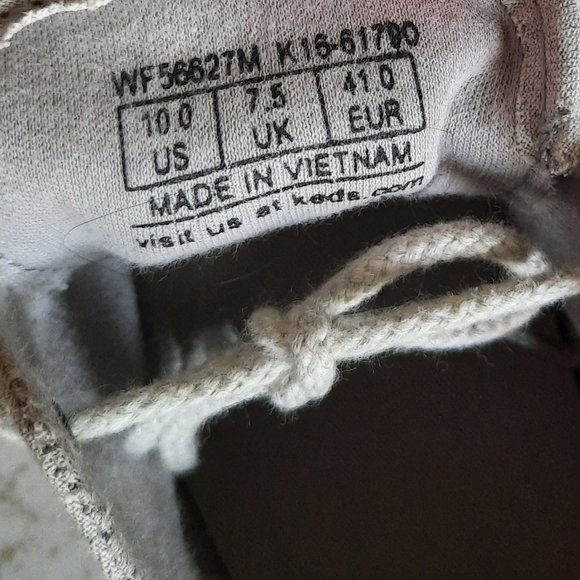 WF56627M K16-61790
10.0 7.5 41.0
US UK EUR
MADE IN VIETNAM
visit us at keds.com